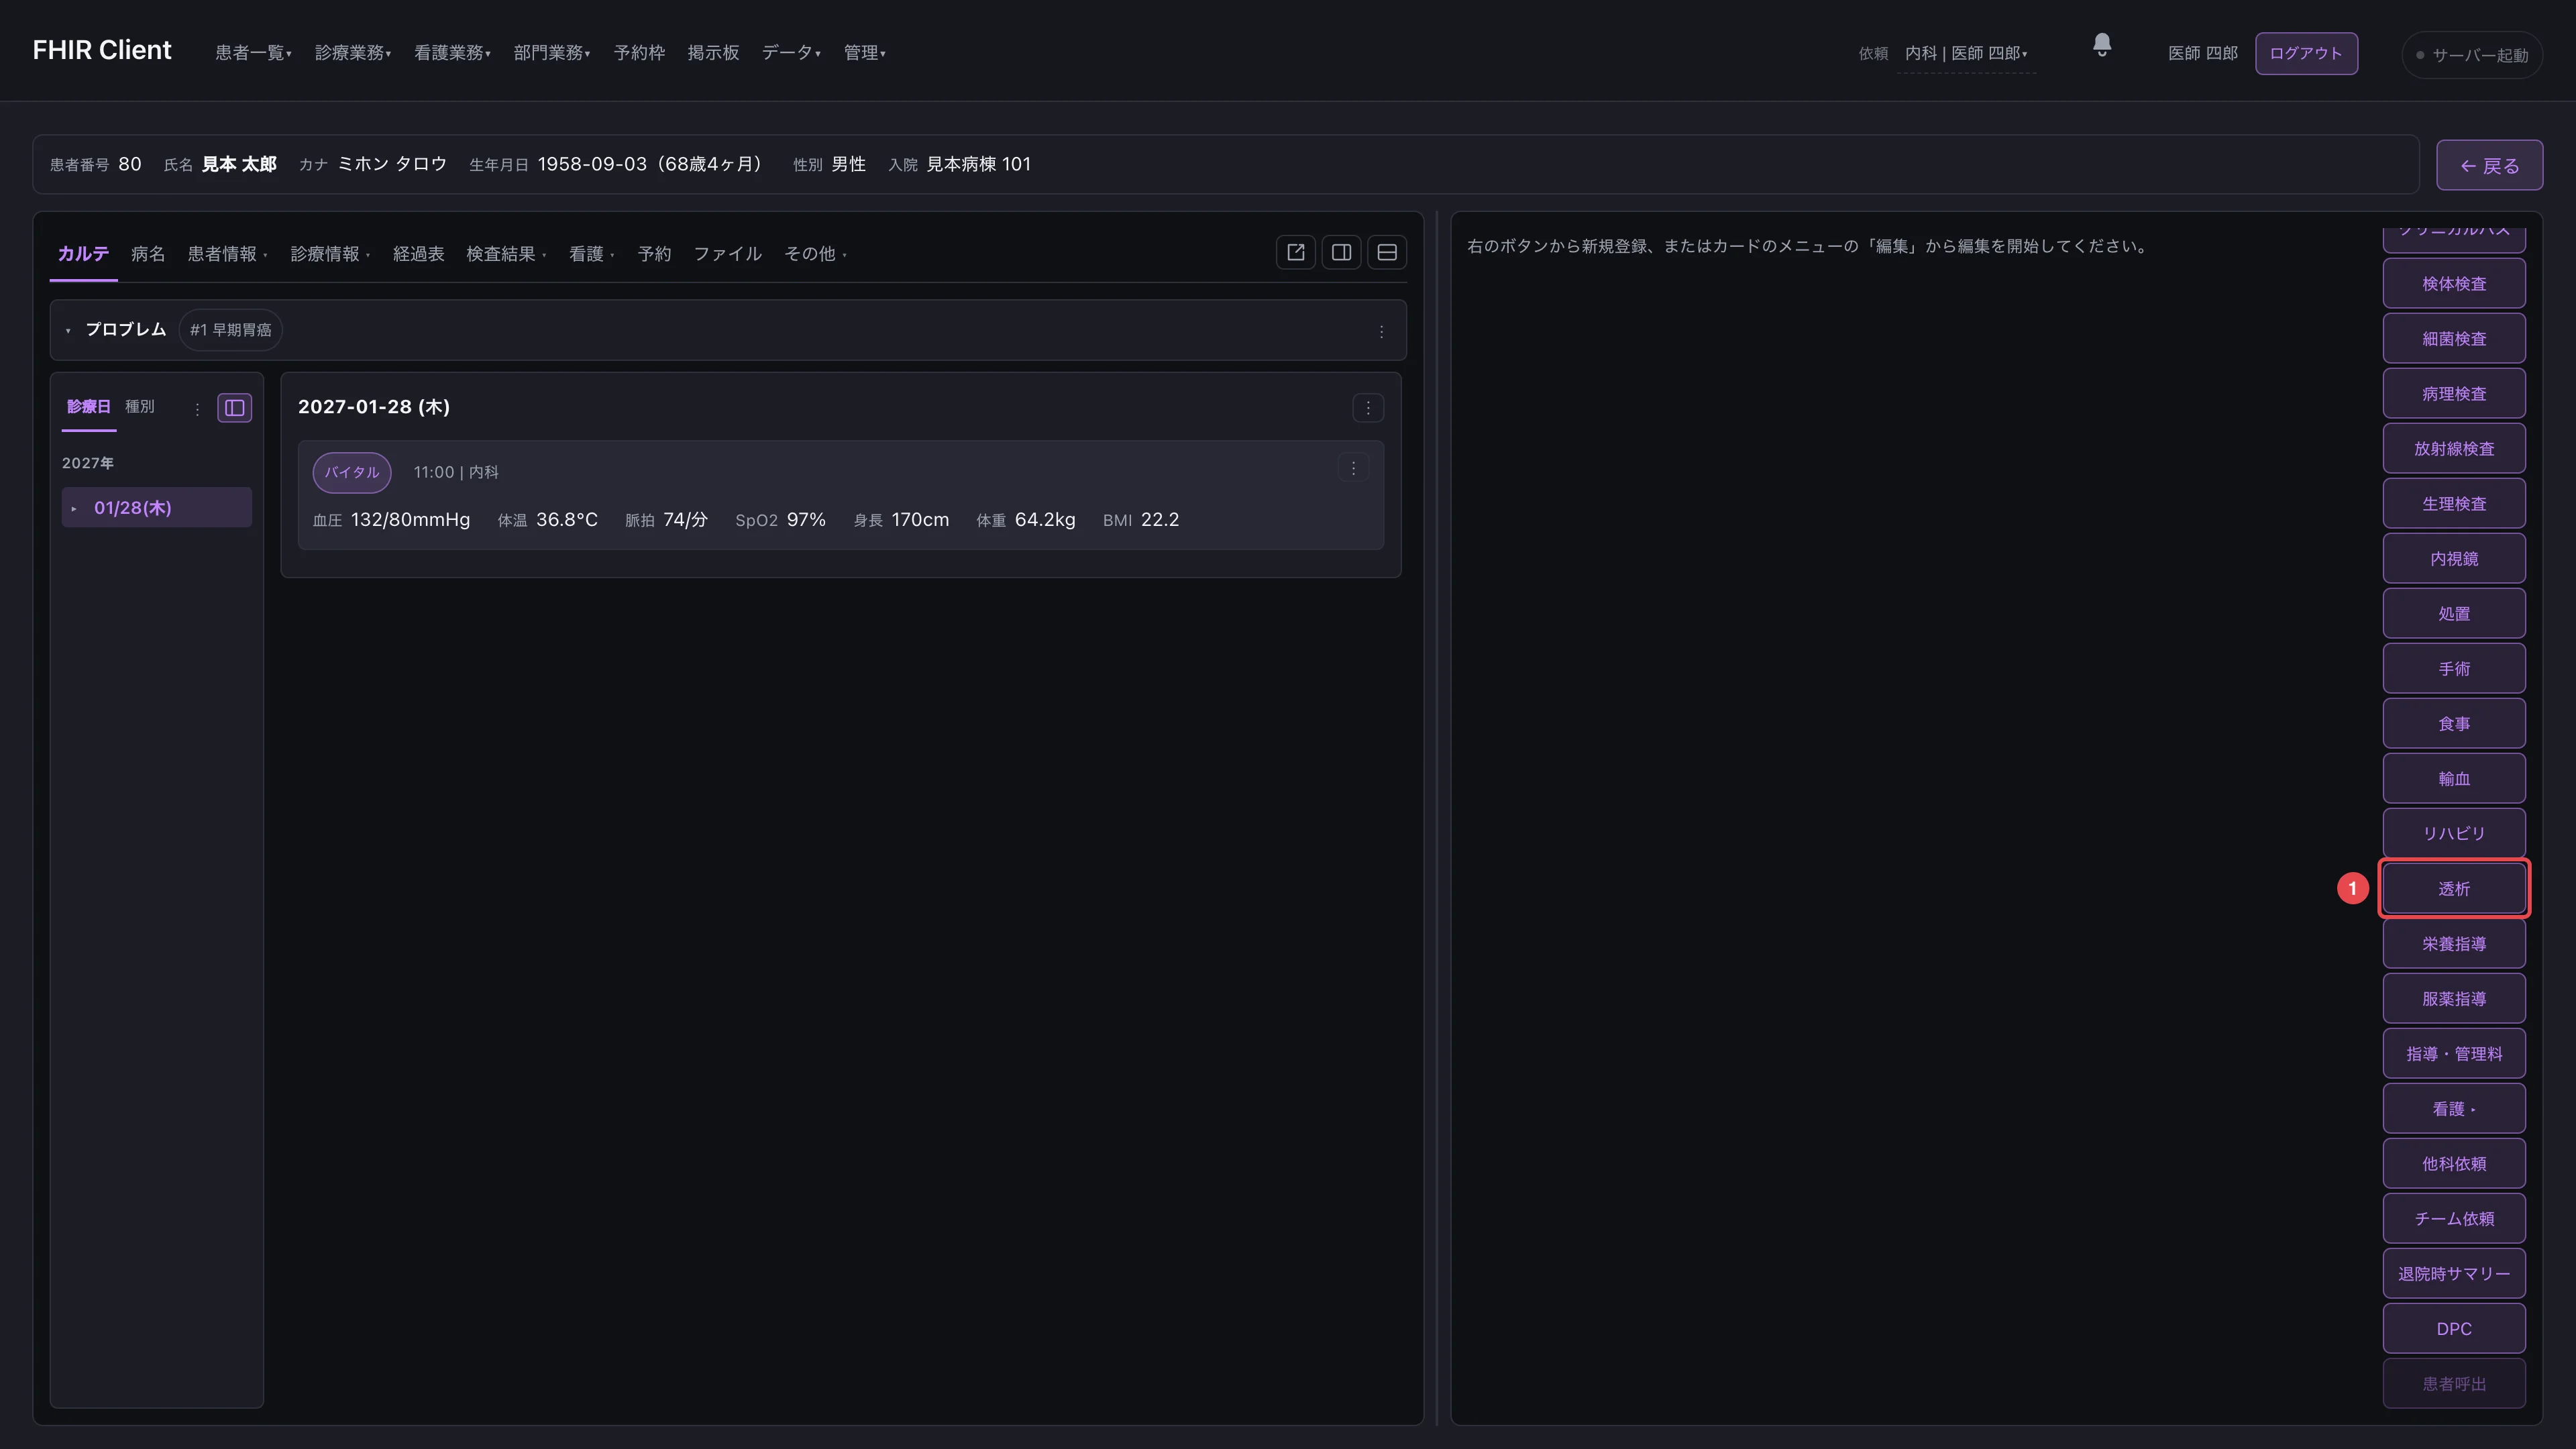 FHIR Client 患者一覧▾ 診療業務▾ 看護業務▾ 部門業務▾ 予約枠 掲示板 データ▾ 管理▾ 依頼 内科 | 医師 四郎▾ 医師 四郎 ログアウト サーバー起動
患者番号 80 氏名 見本 太郎 カナ ミホン タロウ 生年月日 1958-09-03（68歳4ヶ月） 性別 男性 入院 見本病棟 101 ← 戻る
カルテ 病名 患者情報 ▾ 診療情報 ▾ 経過表 検査結果 ▾ 看護 ▾ 予約 ファイル その他 ▾
▾ プロブレム #1 早期胃癌 ⋮
診療日 種別 ⋮
2027年
▸ 01/28(木)
2027-01-28 (木) ⋮
バイタル 11:00 | 内科 ⋮
血圧 132/80mmHg 体温 36.8°C 脈拍 74/分 SpO2 97% 身長 170cm 体重 64.2kg BMI 22.2
右のボタンから新規登録、またはカードのメニューの「編集」から編集を開始してください。
クリニカルパス
検体検査
細菌検査
病理検査
放射線検査
生理検査
内視鏡
処置
手術
食事
輸血
リハビリ
1 透析
栄養指導
服薬指導
指導・管理料
看護 ▸
他科依頼
チーム依頼
退院時サマリー
DPC
患者呼出